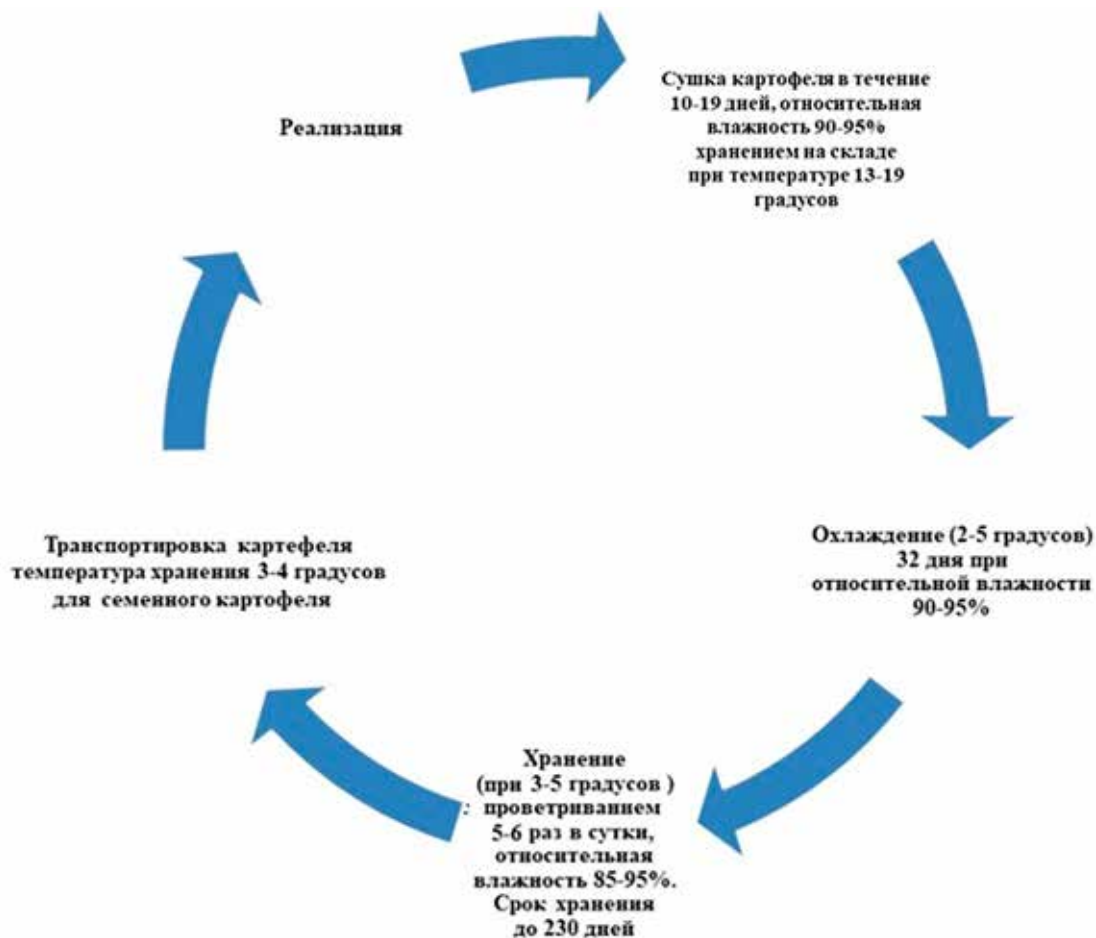 Реализация
Сушка картофеля в течение
10-19 дней, относительная
влажность 90-95%
хранением на складе
при температуре 13-19
градусов
Охлаждение (2-5 градусов)
32 дня при
относительной влажности
90-95%
Хранение
(при 3-5 градусов )
: проветриванием
5-6 раз в сутки,
относительная
влажность 85-95%.
Срок хранения
до 230 дней
Транспортировка картефеля
температура хранения 3-4 градусов
для семенного картофеля